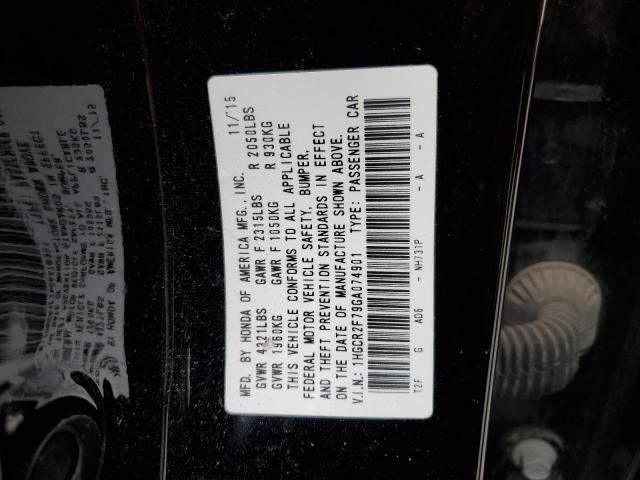 MFD. BY HONDA OF AMERICA MFG., INC. 11/15
GVWR 4321LBS GAWR F 2315LBS R 2050LBS
GVWR 1960KG GAWR F 1050KG R 930KG
THIS VEHICLE CONFORMS TO ALL APPLICABLE
FEDERAL MOTOR VEHICLE SAFETY, BUMPER,
AND THEFT PREVENTION STANDARDS IN EFFECT
ON THE DATE OF MANUFACTURE SHOWN ABOVE.
V.I.N.: 1HGCR2F79GA074901 TYPE: PASSENGER CAR
T2F G AD6 - NH731P - A - A